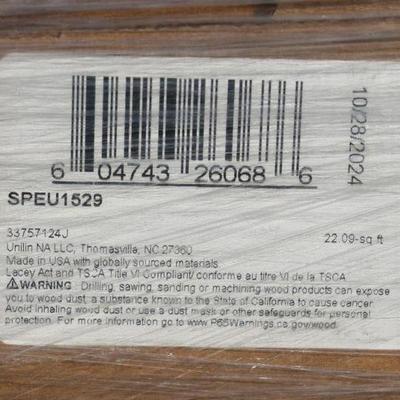 10/28/2024
6 04743 26068 6
SPEU1529
33757124J
22.09-sq ft
Unilin NA LLC, Thomasville, NC 27360
Made in USA with globally sourced materials
Lacey Act and TSCA Title VI Compliant/ conforme au titre VI de la TSCA
⚠WARNING : Drilling, sawing, sanding or machining wood products can expose
you to wood dust, a substance known to the State of California to cause cancer.
Avoid inhaling wood dust or use a dust mask or other safeguards for personal
protection. For more information go to www.P65Warnings.ca.gov/wood.